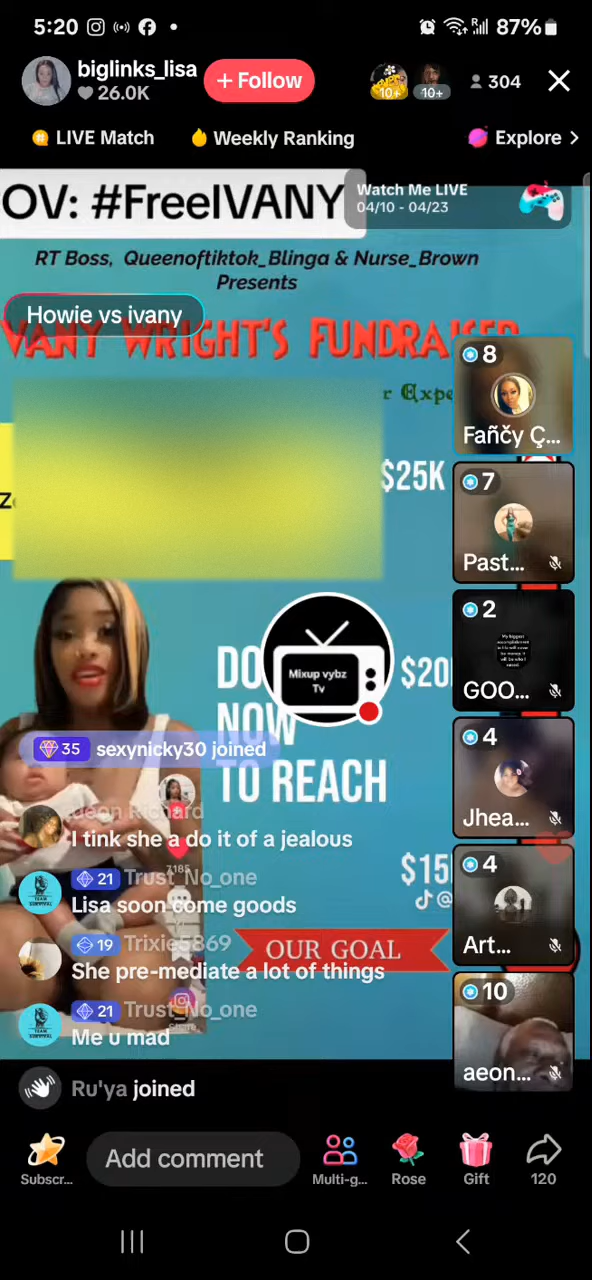 5:20
87%
biglinks_lisa
+ Follow
26.0K
10+
10+
304
LIVE Match
Weekly Ranking
Explore >
OV: #FreeIVANY
Watch Me LIVE
04/10 - 04/23
RT Boss, Queenoftiktok_Blinga & Nurse_Brown
Presents
Howie vs ivany
VANY WRIGHT'S FUNDRAISER
r Expe
8
Fañčy Ç...
$25K
7
Past...
2
GOO...
DO
$20
NOW
TO REACH
Mixup vybz
Tv
35 sexynicky30 joined
4
Jhea...
Jeon Richard
I tink she a do it of a jealous
21 Trust_No_one
Lisa soon come goods
$15
4
Art...
19 Trixie5869
She pre-mediate a lot of things
OUR GOAL
21 Trust_No_one
Me u mad
10
aeon...
Ru'ya joined
Subscr...
Add comment
Multi-g...
Rose
Gift
120